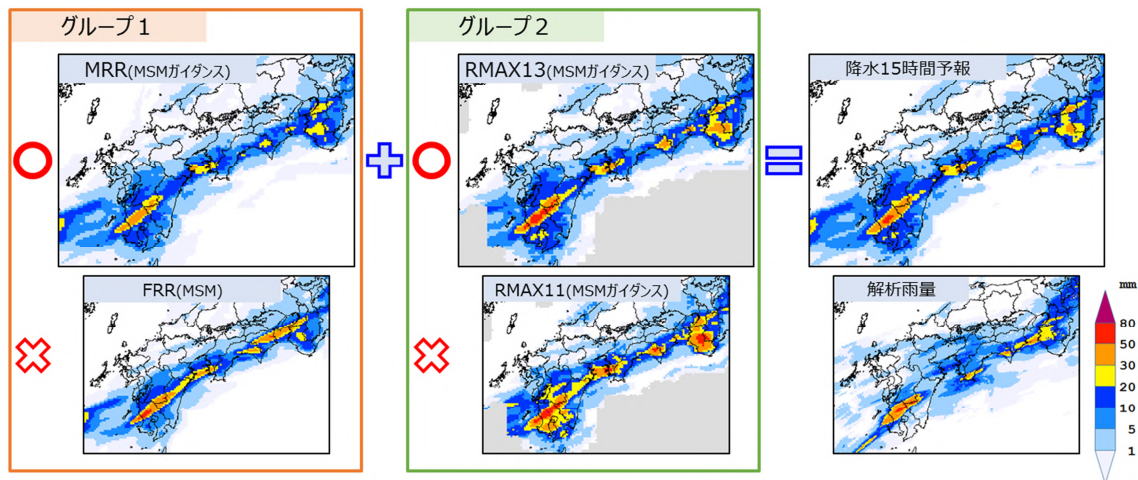 グループ1
グループ2
MRR(MSMガイダンス)
RMAX13(MSMガイダンス)
降水15時間予報
FRR(MSM)
RMAX11(MSMガイダンス)
解析雨量
mm
80
50
30
20
10
5
1